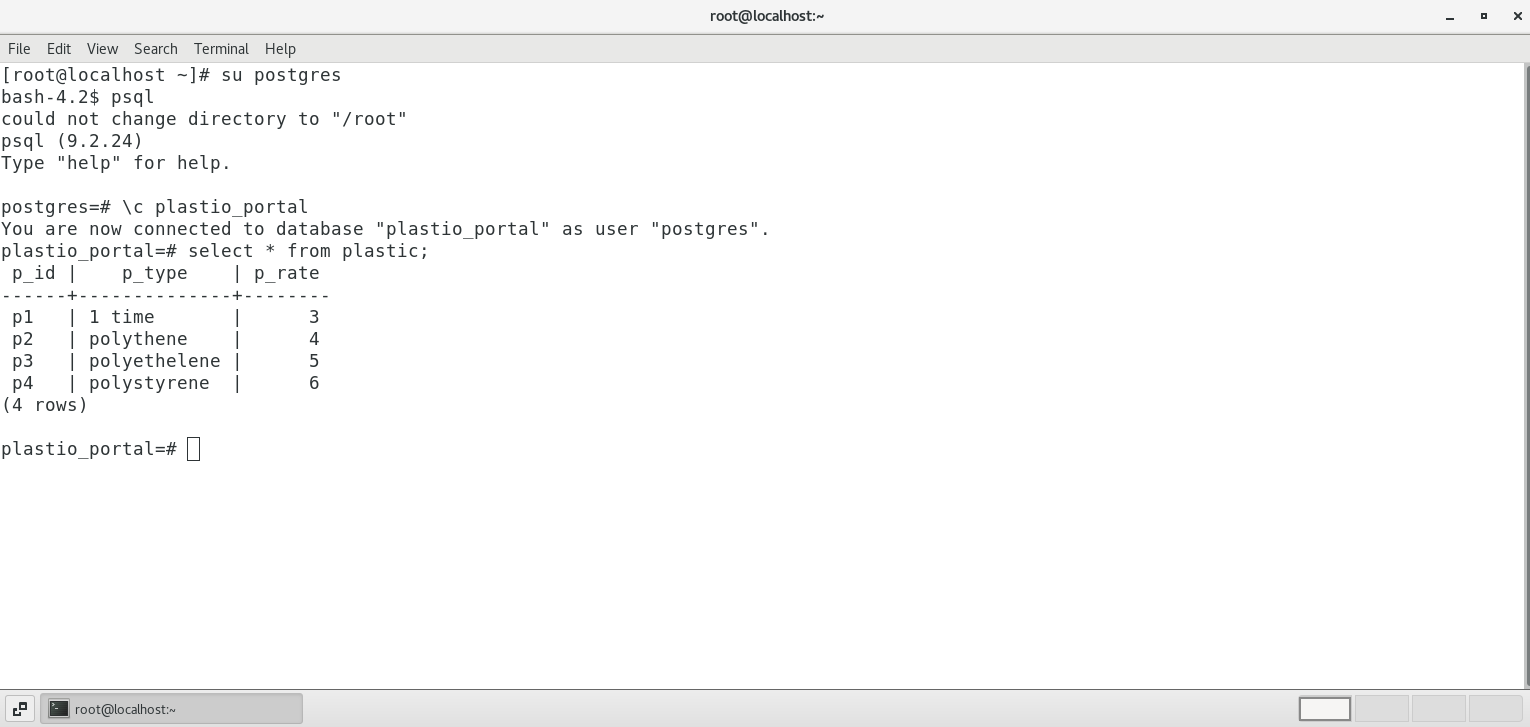 root@localhost:~
File Edit View Search Terminal Help
[root@localhost ~]# su postgres
bash-4.2$ psql
could not change directory to "/root"
psql (9.2.24)
Type "help" for help.

postgres=# \c plastio_portal
You are now connected to database "plastio_portal" as user "postgres".
plastio_portal=# select * from plastic;
 p_id |    p_type    | p_rate
------+--------------+--------
 p1   | 1 time       |      3
 p2   | polythene    |      4
 p3   | polyethelene |      5
 p4   | polystyrene  |      6
(4 rows)

plastio_portal=#
root@localhost:~